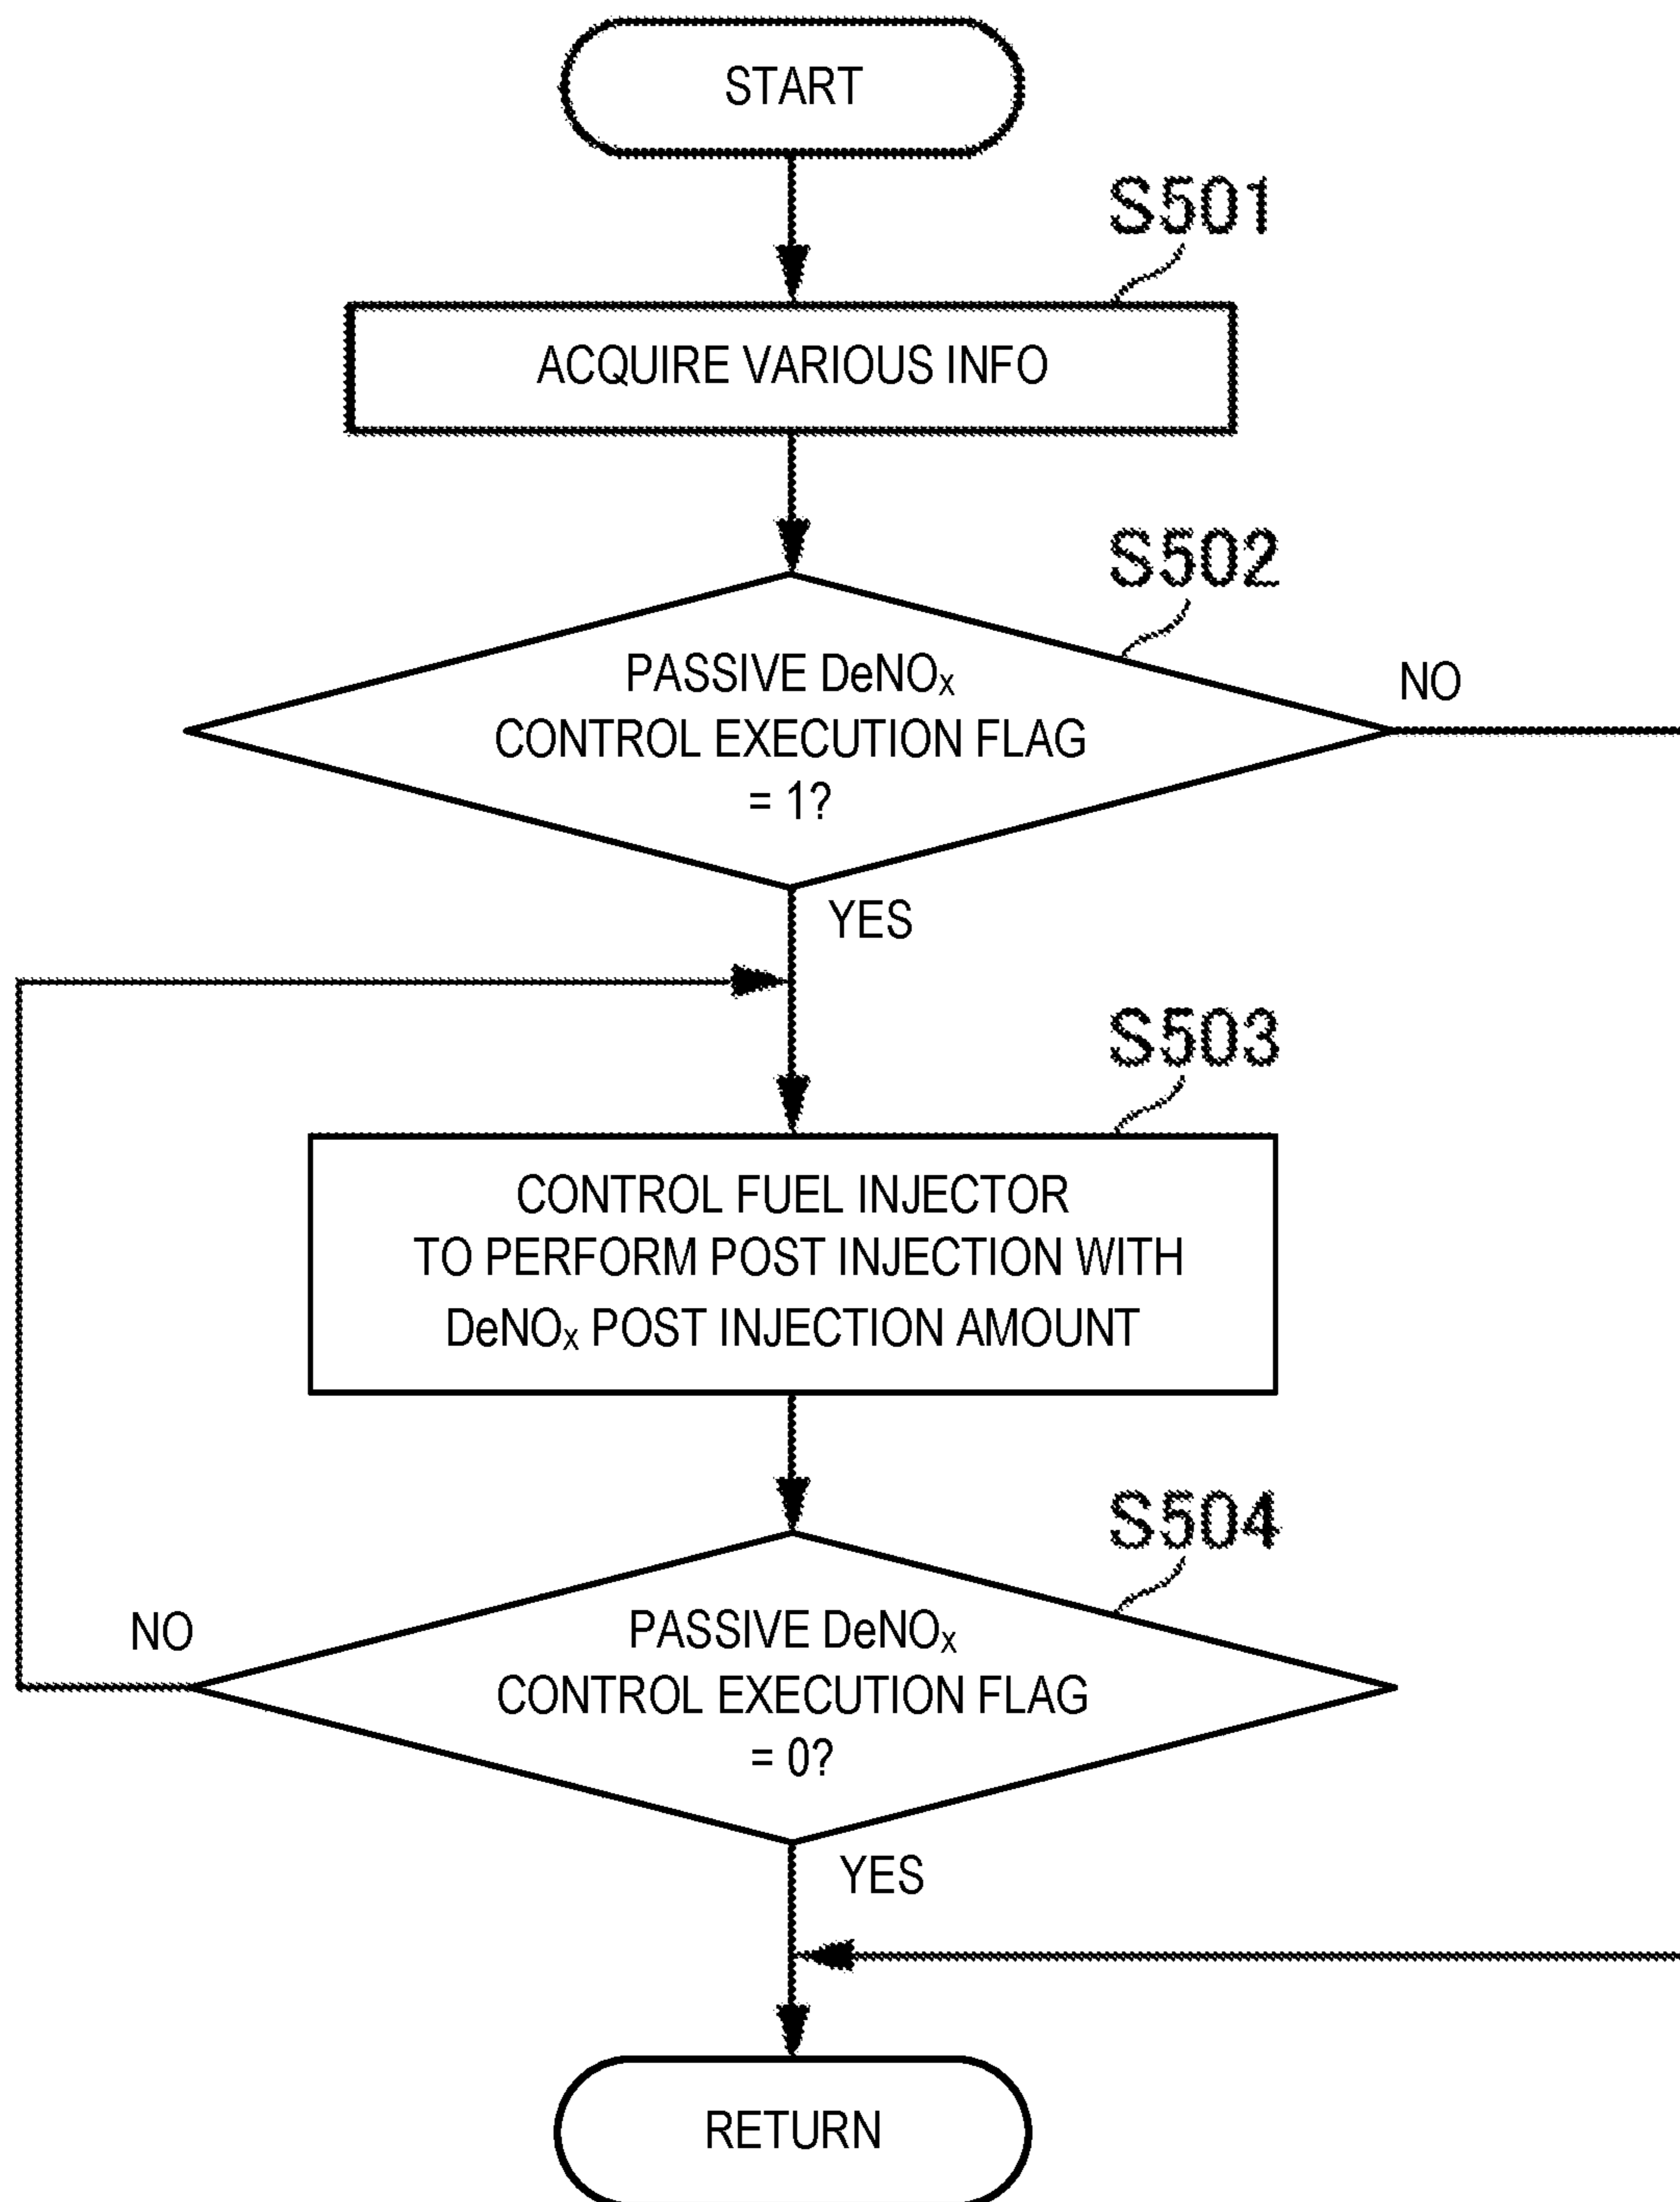 START
S501
ACQUIRE VARIOUS INFO
S502
PASSIVE DeNOx
CONTROL EXECUTION FLAG
= 1?
NO
YES
S503
CONTROL FUEL INJECTOR
TO PERFORM POST INJECTION WITH
DeNOx POST INJECTION AMOUNT
S504
NO
PASSIVE DeNOx
CONTROL EXECUTION FLAG
= 0?
YES
RETURN